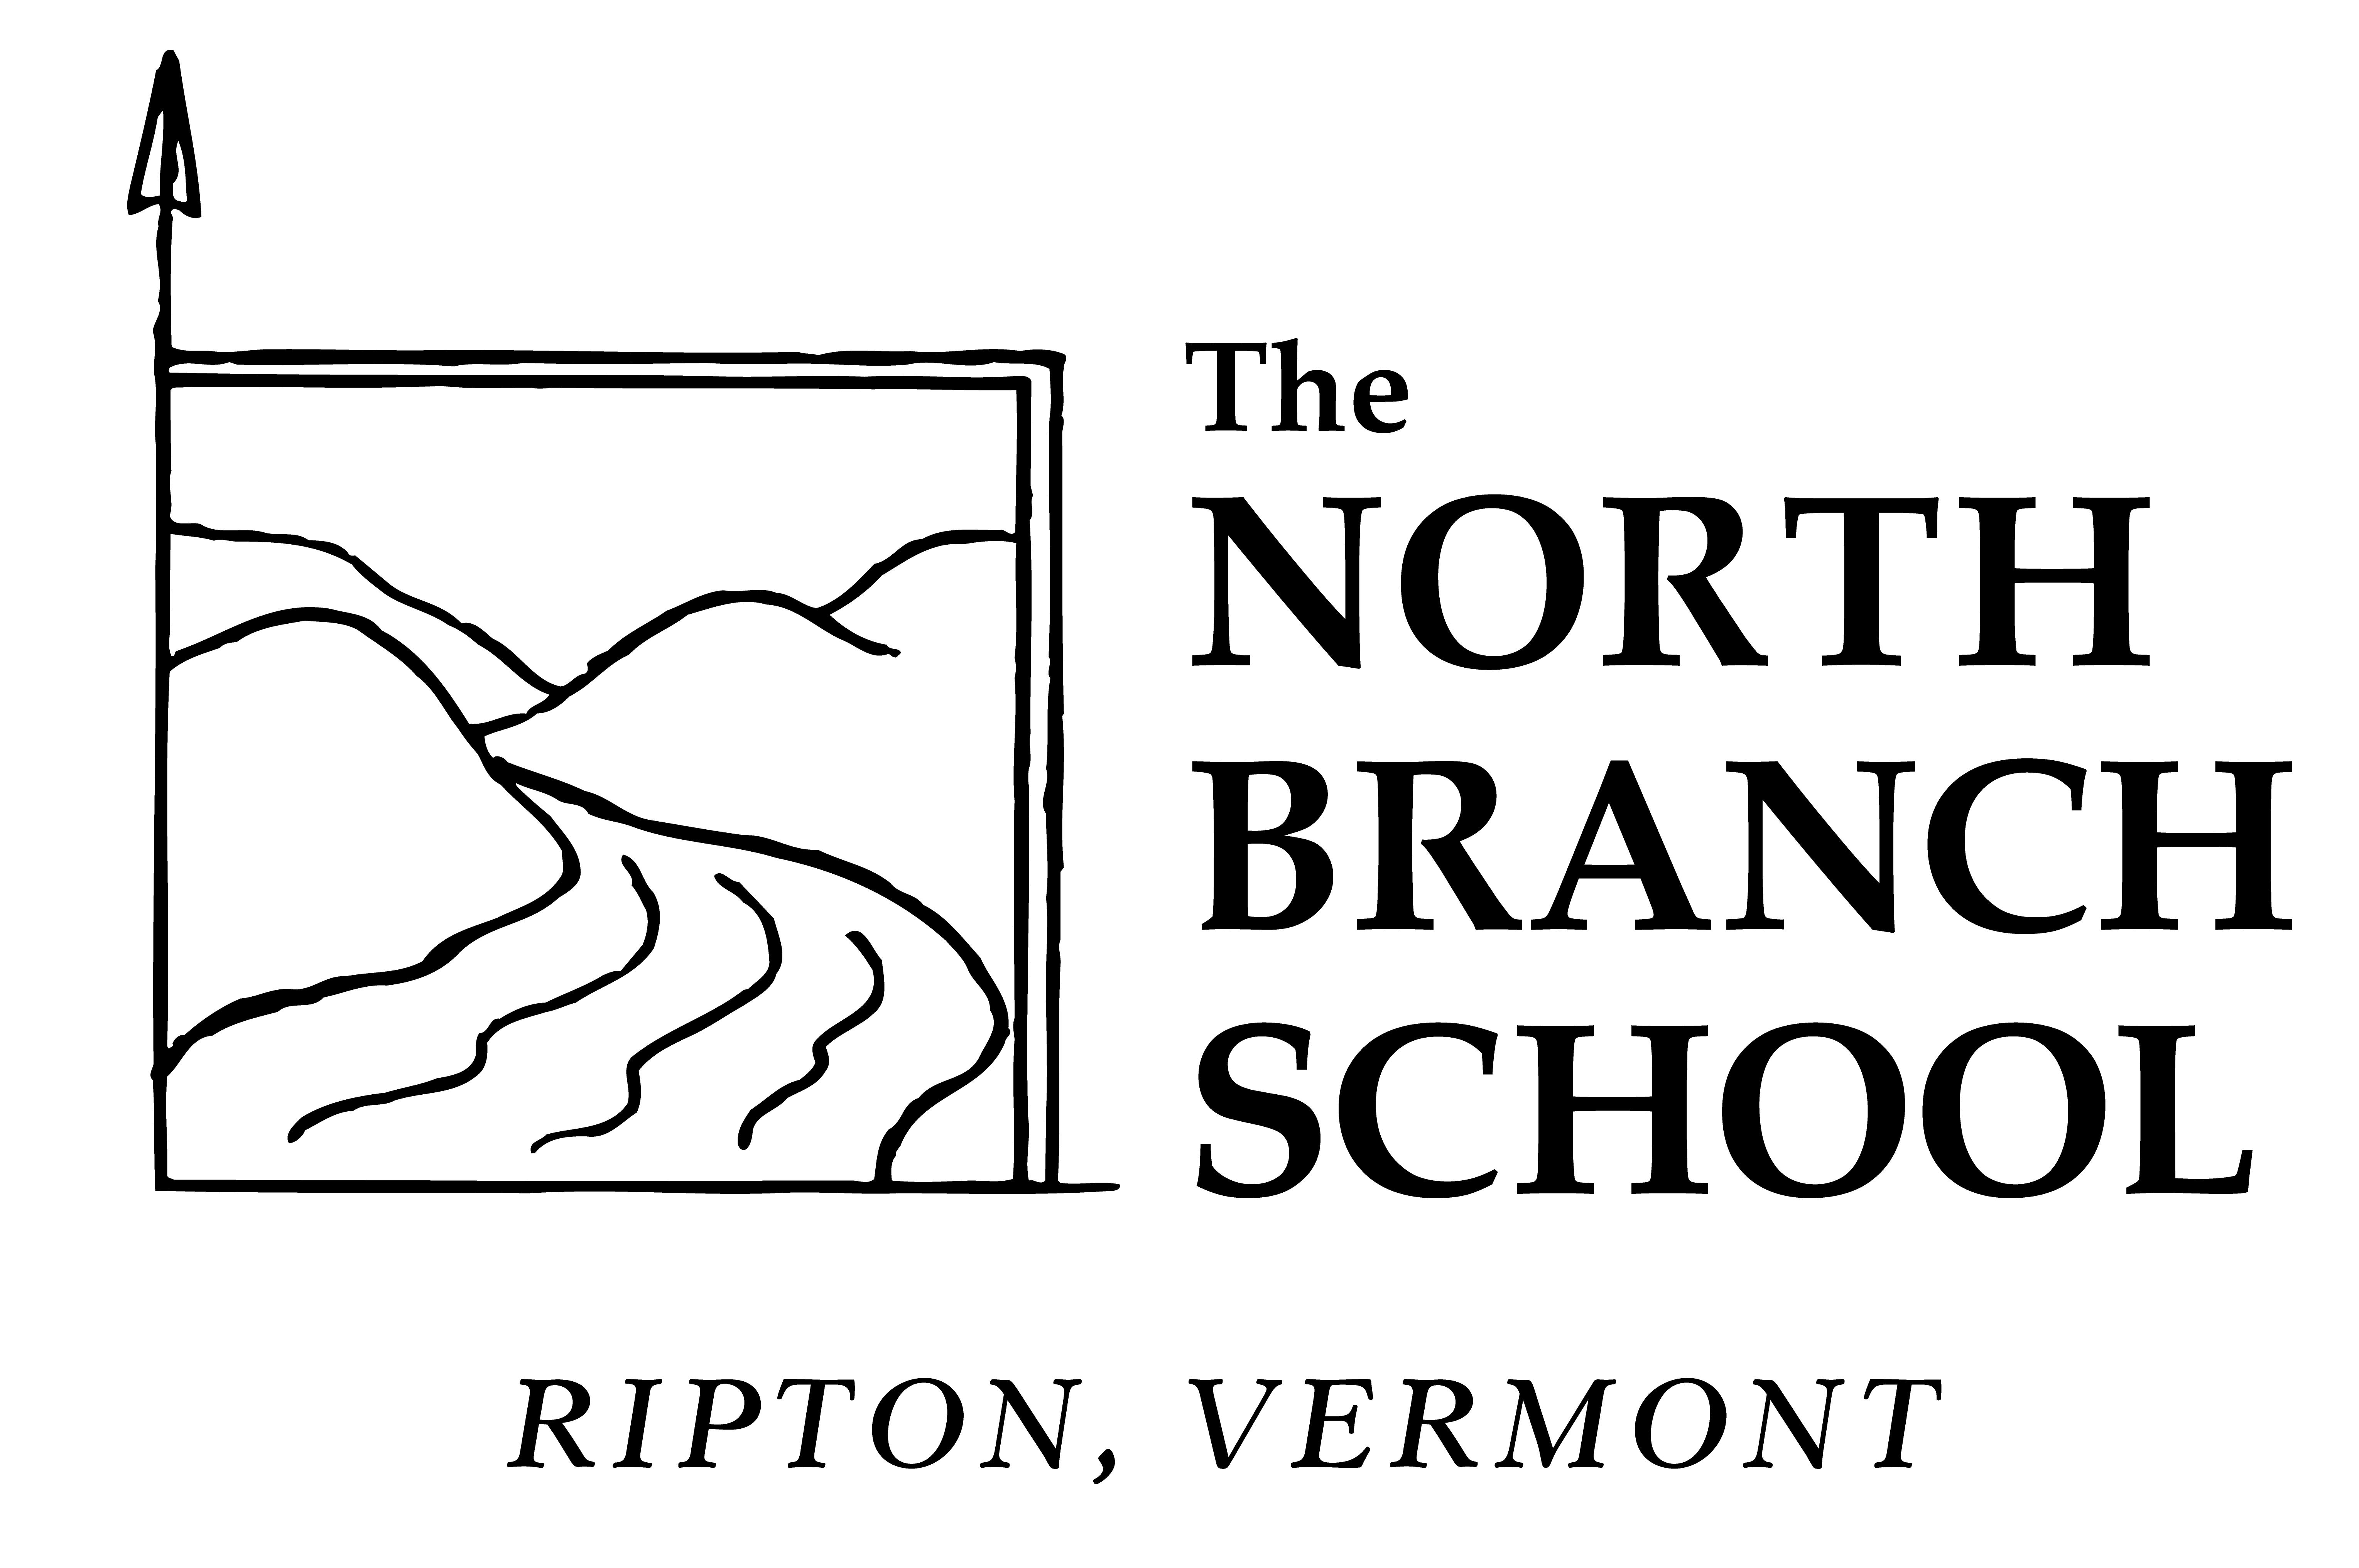 The
NORTH
BRANCH
SCHOOL
RIPTON, VERMONT